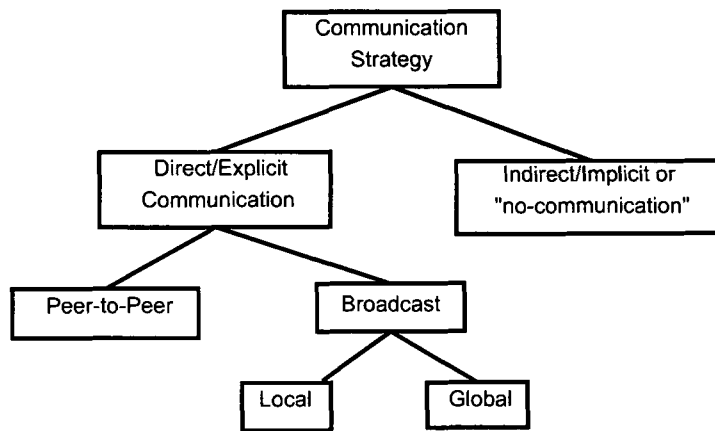 Communication
Strategy
Direct/Explicit
Communication
Indirect/Implicit or
"no-communication"
Peer-to-Peer
Broadcast
Local
Global